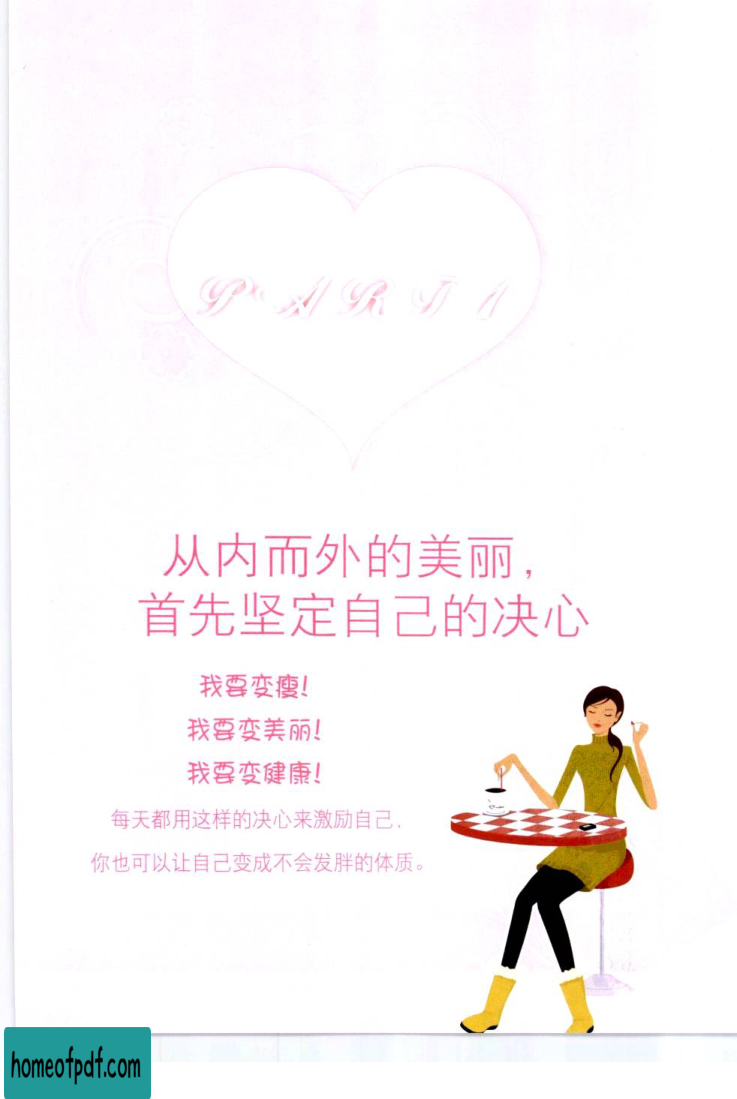 PART 1
从内而外的美丽，
首先坚定自己的决心
我要变瘦！
我要变美丽！
我要变健康！
每天都用这样的决心来激励自己，
你也可以让自己变成不会发胖的体质。
homeofpdf.com